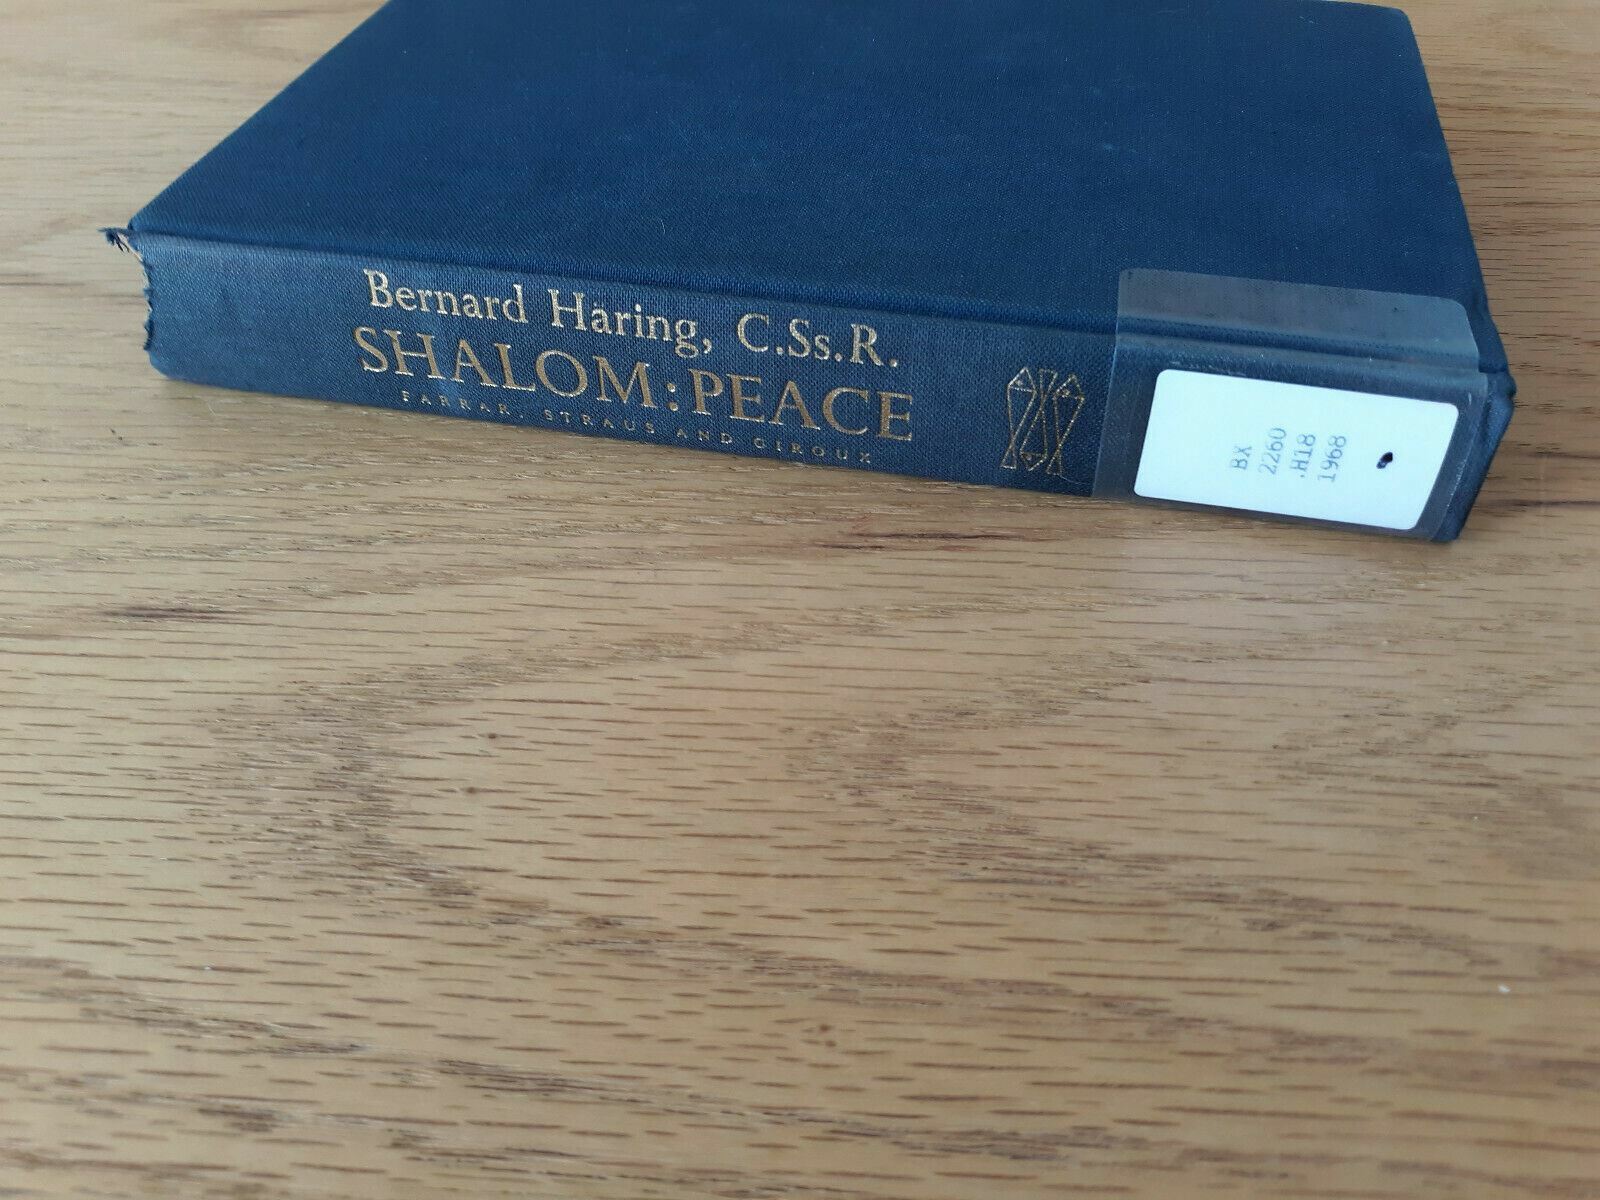 Bernard Häring, C.Ss.R.
SHALOM: PEACE
FARRAR, STRAUS AND GIROUX
BX
2260
.H18
1968